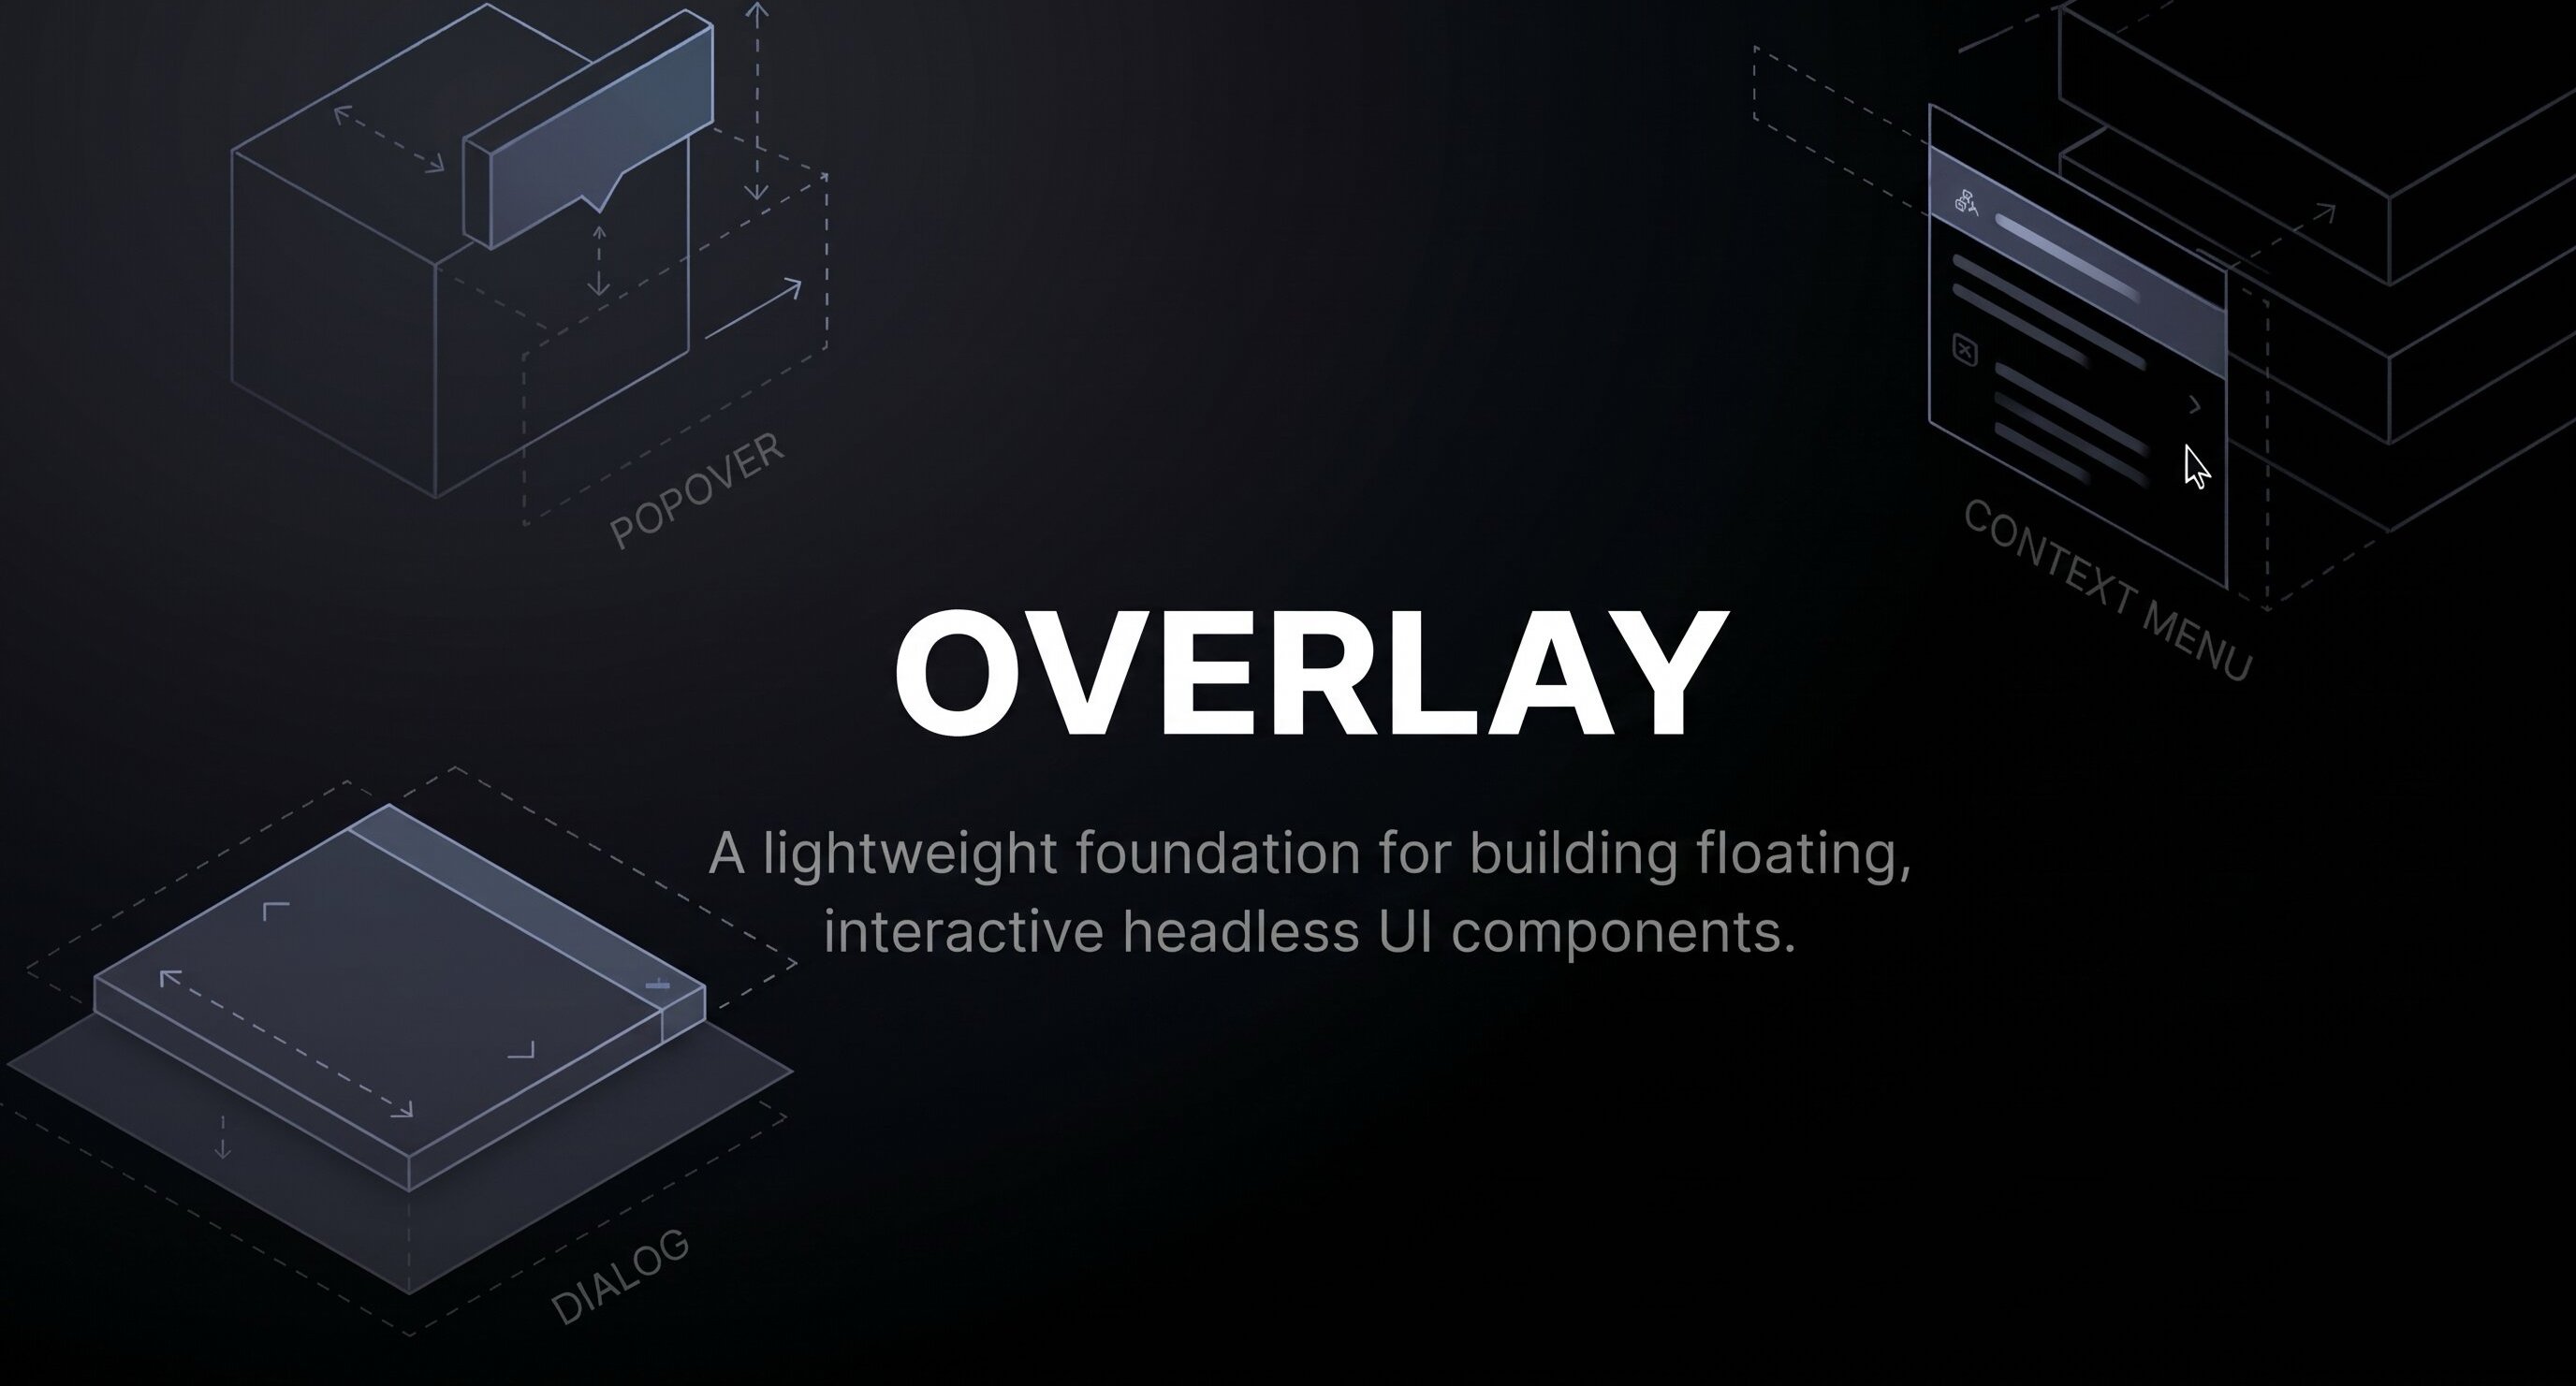 POPOVER
CONTEXT MENU
OVERLAY
A lightweight foundation for building floating,
interactive headless UI components.
DIALOG